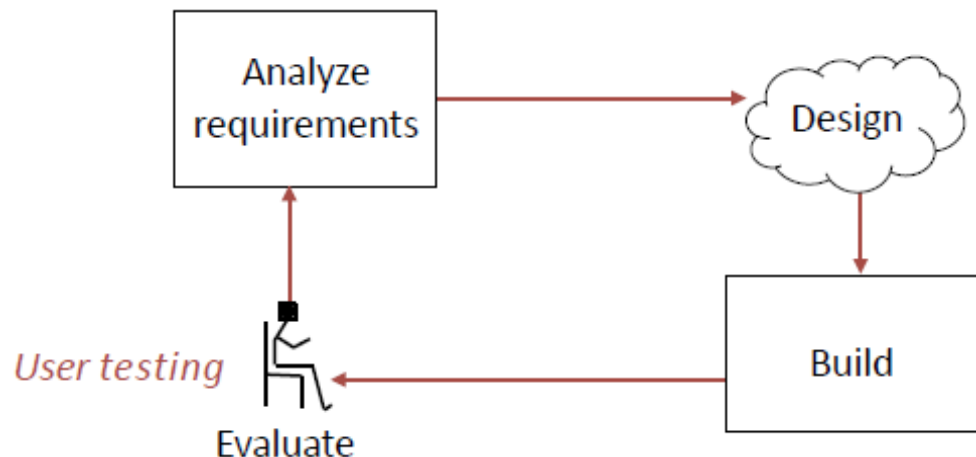 Analyze
requirements
Design
Build
User testing
Evaluate